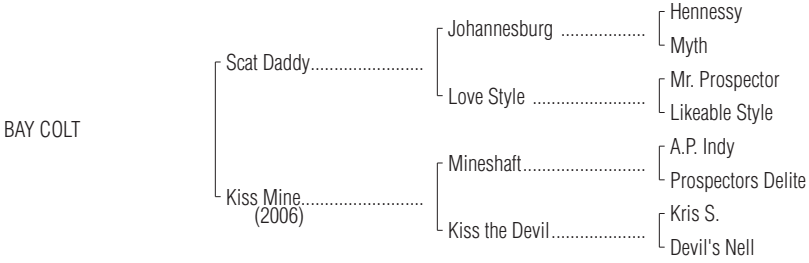 Hennessy
Johannesburg ...................
Myth
Scat Daddy........................
Mr. Prospector
Love Style ........................
Likeable Style
BAY COLT
A.P. Indy
Mineshaft..........................
Prospectors Delite
Kiss Mine..........................
(2006)
Kris S.
Kiss the Devil....................
Devil's Nell